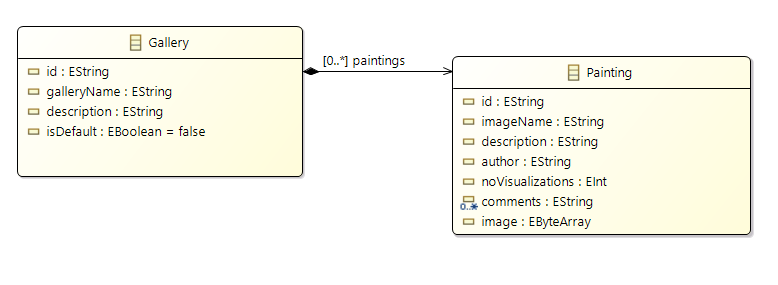 Gallery
id : EString
galleryName : EString
description : EString
isDefault : EBoolean = false
[0..*] paintings
Painting
id : EString
imageName : EString
description : EString
author : EString
noVisualizations : EInt
0..*
comments : EString
image : EByteArray